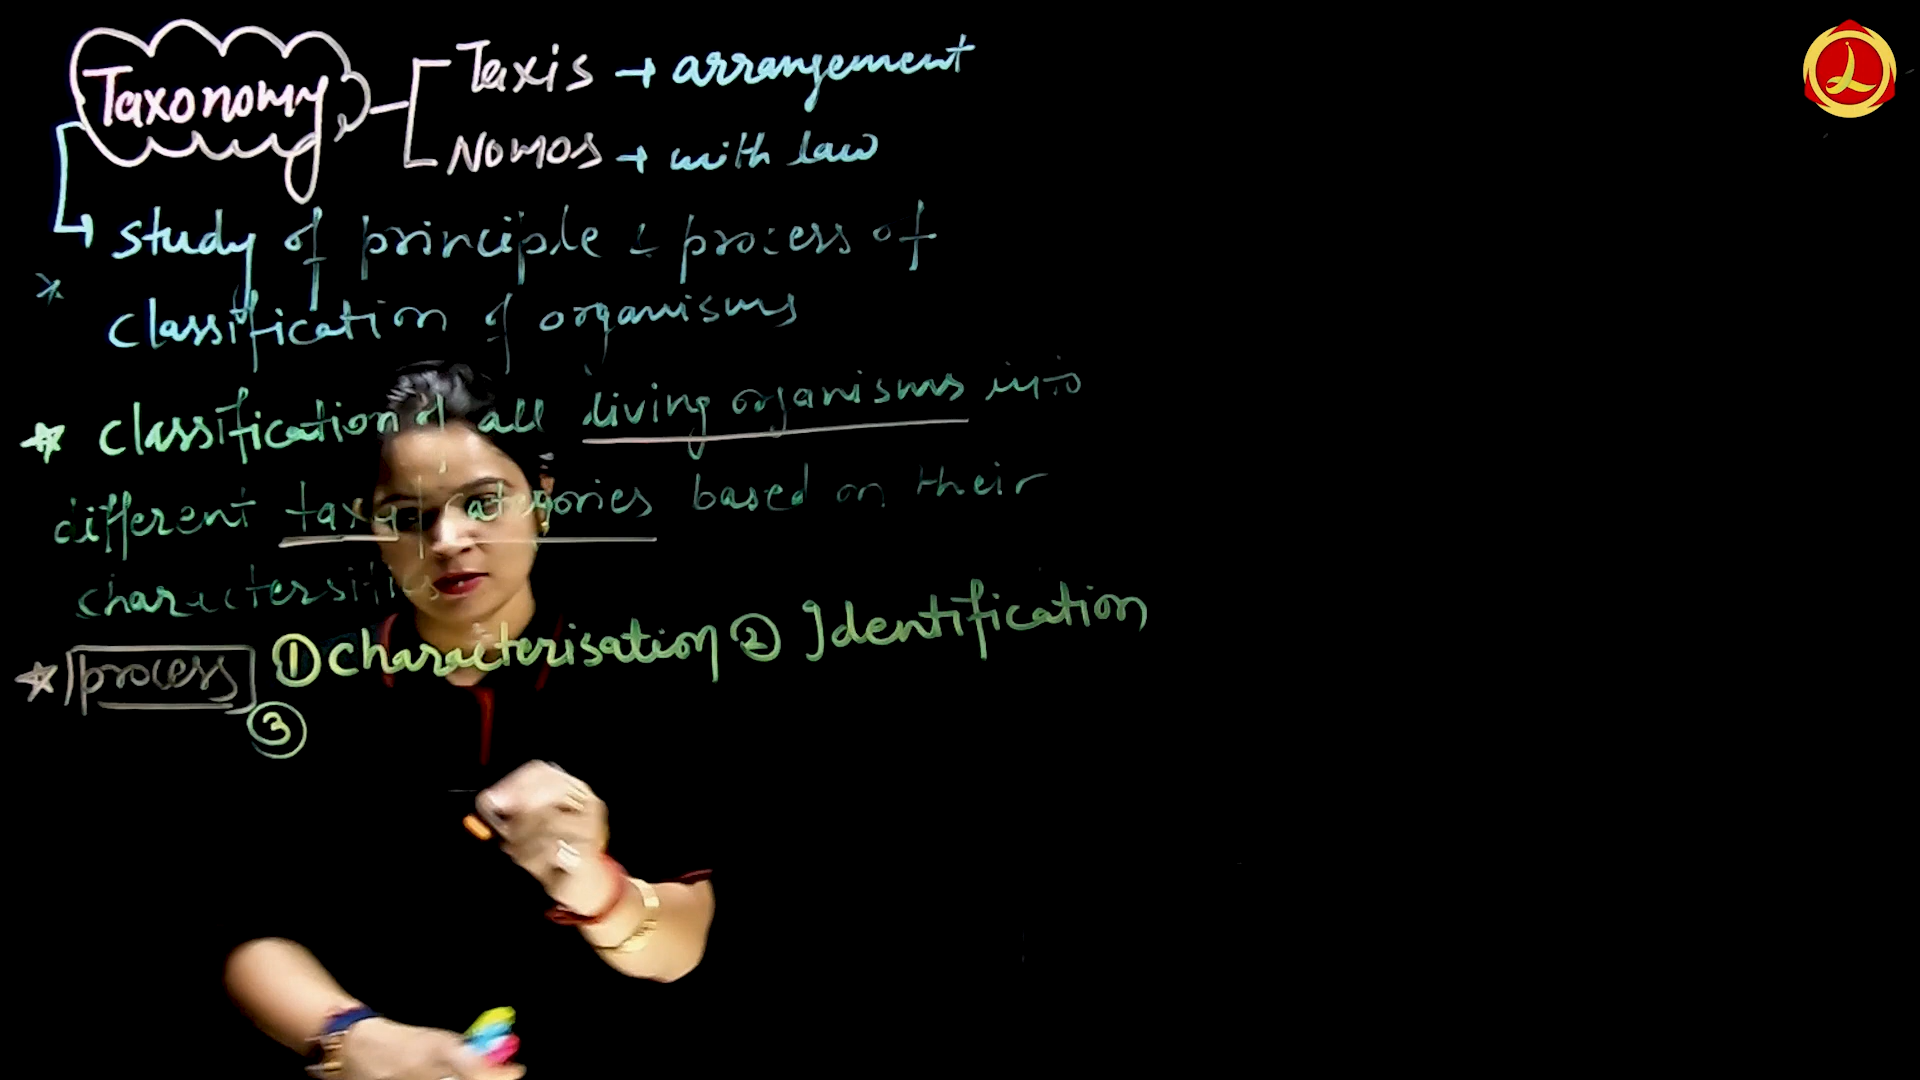 Taxonomy
Taxis → arrangement
Nomos → with law
study of principle & process of
classification of organisms
classification of all living organisms into
different taxa / categories based on their
charactersitics
process ① characterisation ② Identification
③